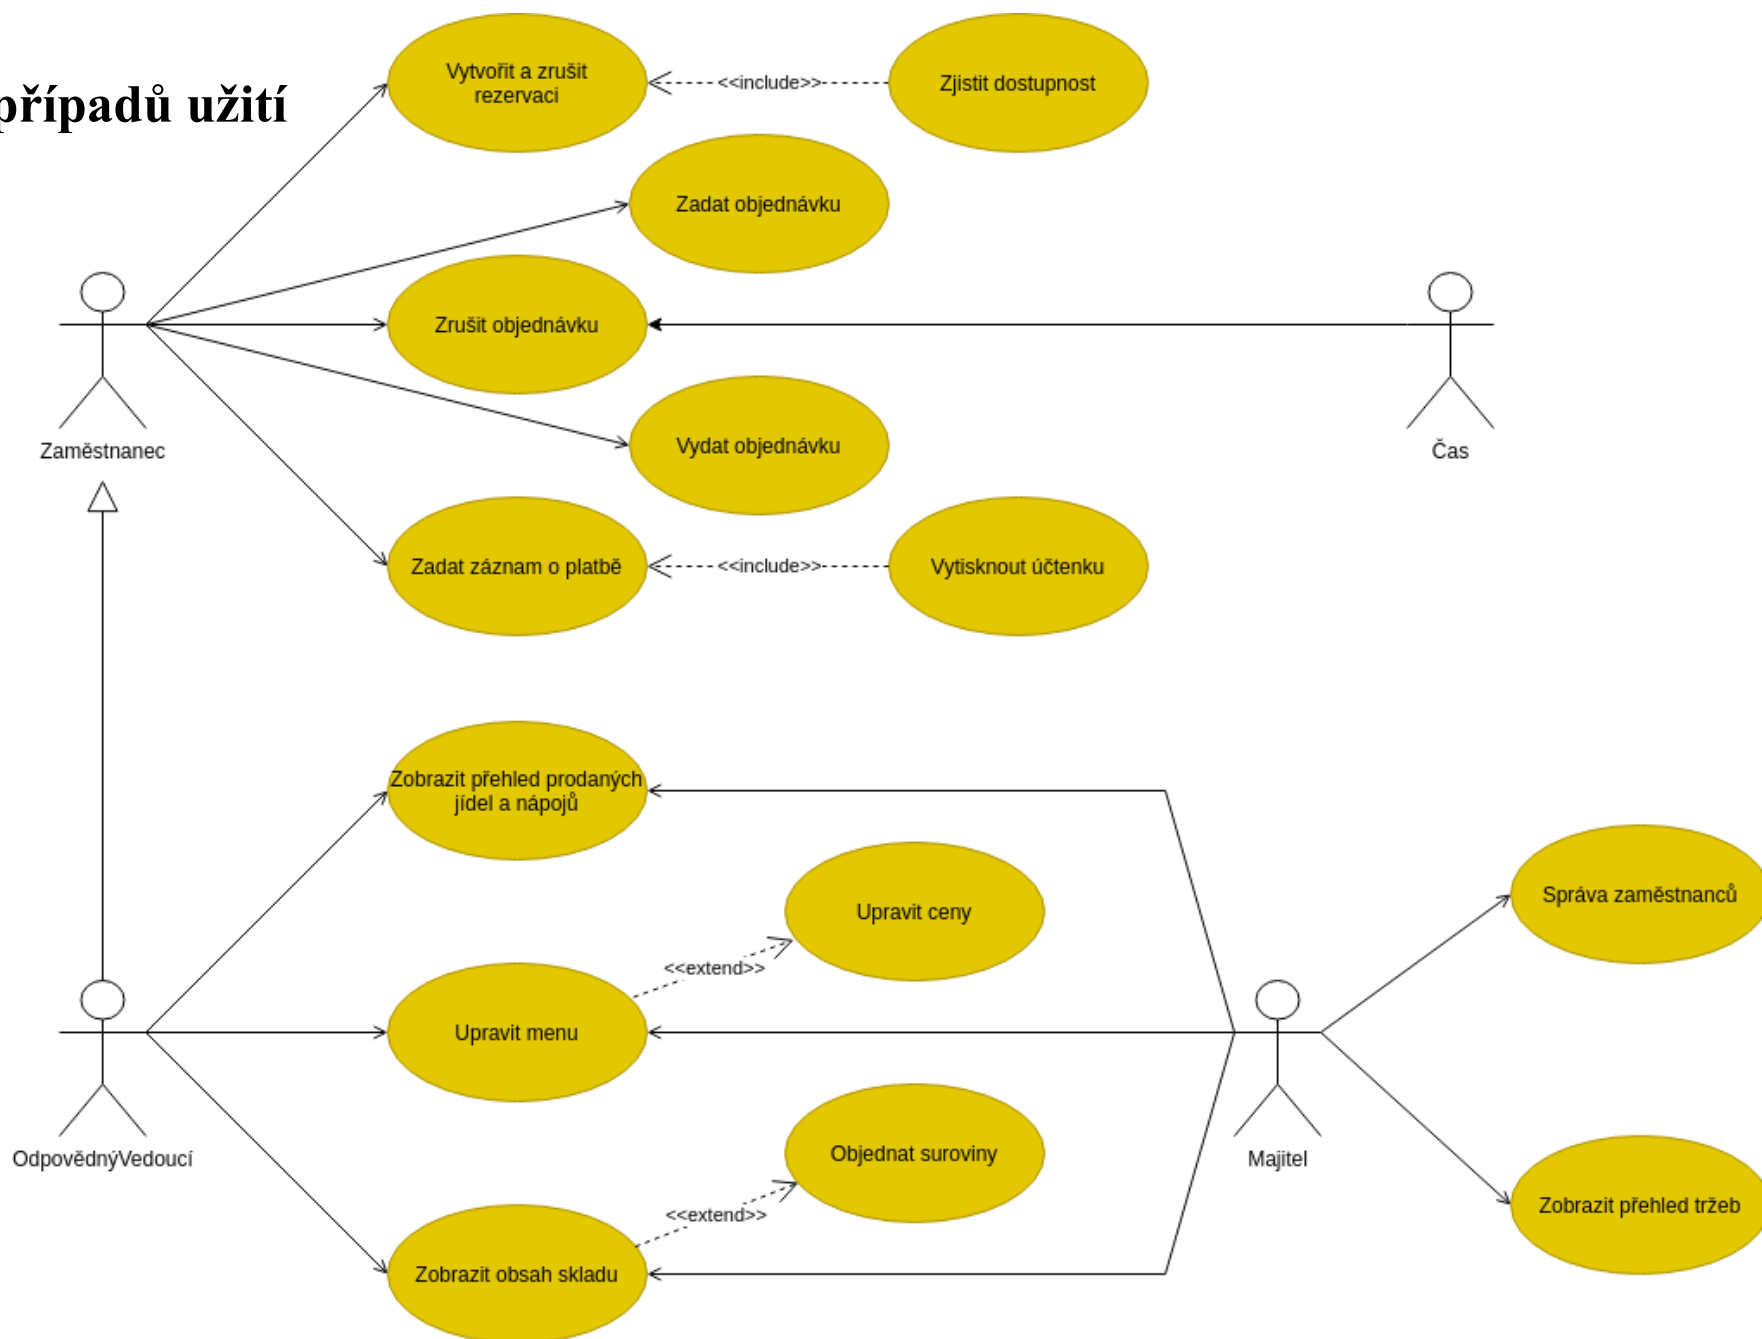 Vytvořit a zrušit
rezervaci
<<include>>
Zjistit dostupnost
případů užití
Zadat objednávku
Zrušit objednávku
Zaměstnanec
Vydat objednávku
Čas
Zadat záznam o platbě
<<include>>
Vytisknout účtenku
Zobrazit přehled prodaných
jídel a nápojů
Upravit ceny
Správa zaměstnanců
<<extend>>
Upravit menu
OdpovědnýVedoucí
Objednat suroviny
Majitel
<<extend>>
Zobrazit přehled tržeb
Zobrazit obsah skladu